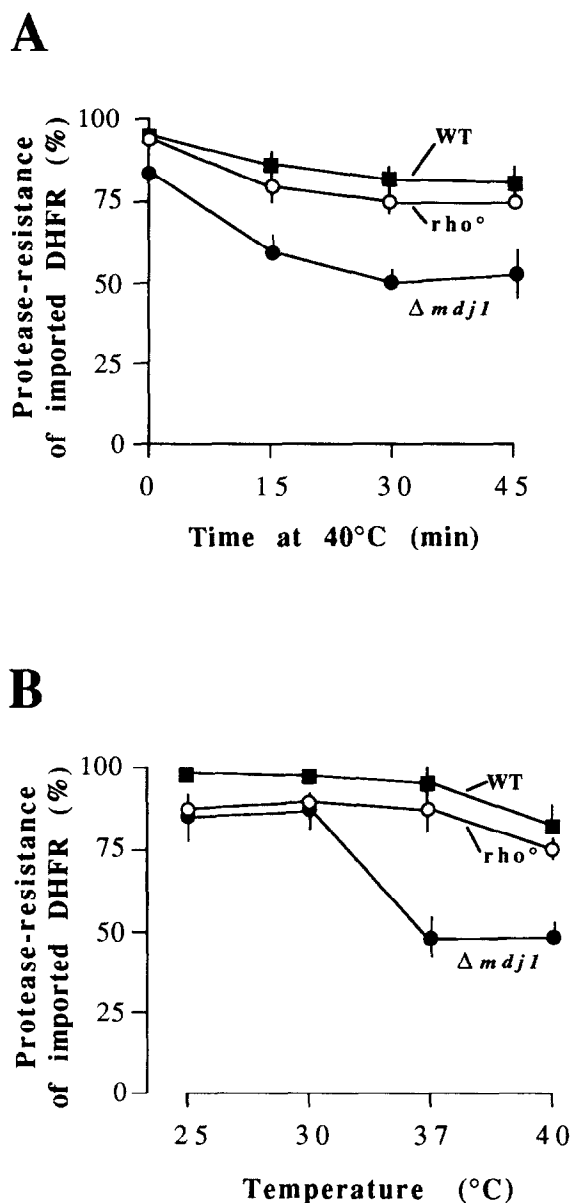 A
Protease-resistance
of imported DHFR (%)
100
75
50
25
0
WT
rho°
Δ mdj1
0 15 30 45
Time at 40°C (min)
B
Protease-resistance
of imported DHFR (%)
100
75
50
25
0
WT
rho°
Δ mdj1
25 30 37 40
Temperature (°C)